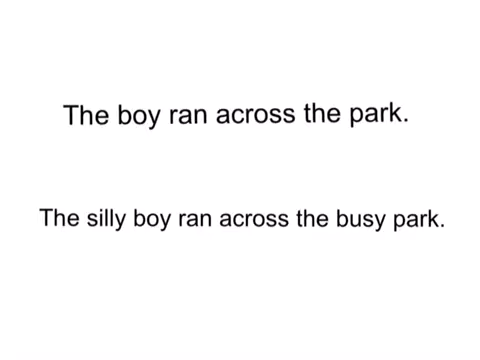 The boy ran across the park.
The silly boy ran across the busy park.